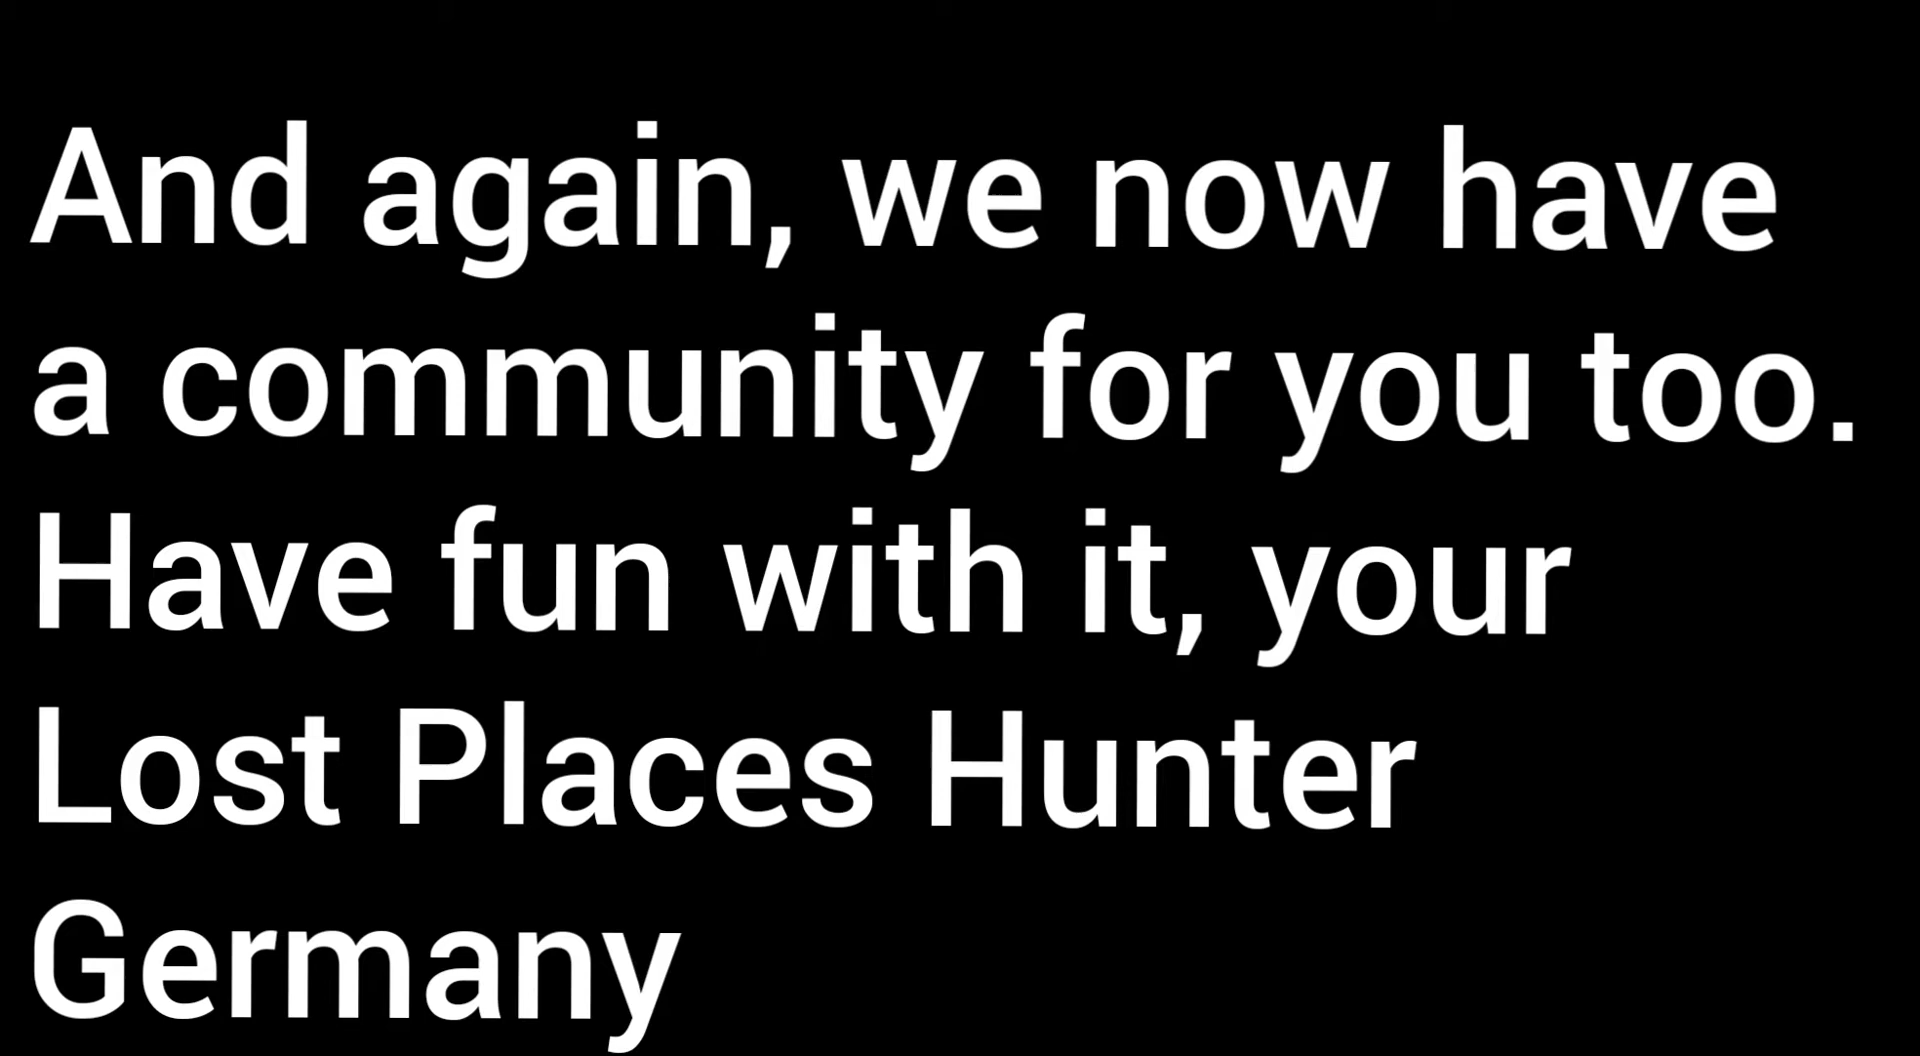 And again, we now have
a community for you too.
Have fun with it, your
Lost Places Hunter
Germany